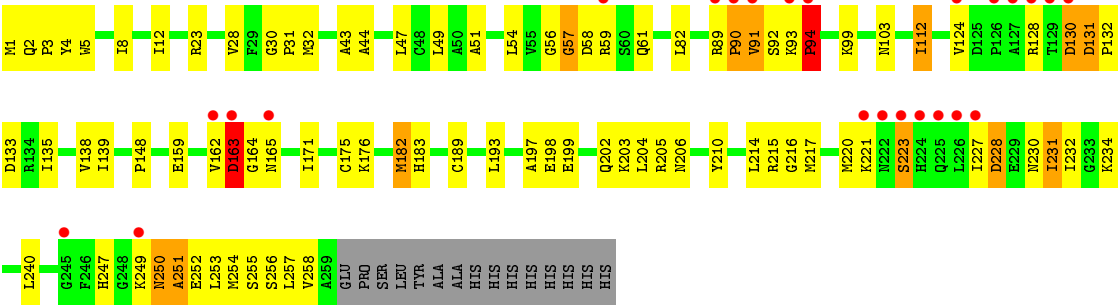 M1 Q2 P3 Y4 W5 I8 I12 R23 V28 F29 G30 P31 M32 A43 A44 L47 C48 L49 A50 A51 L54 V55 G56 G57 D58 R59 S60 Q61 L82 R89 P90 V91 S92 K93 P94 K99 N103 I112 V124 D125 P126 A127 R128 T129 D130 D131 P132
D133 R134 I135 V138 I139 P148 E159 V162 D163 G164 N165 I171 C175 K176 M182 H183 C189 L193 A197 E198 E199 Q202 K203 L204 R205 N206 Y210 L214 R215 G216 M217 M220 K221 N222 S223 H224 Q225 L226 I227 D228 E229 N230 I231 I232 G233 K234
L240 G245 F246 H247 G248 K249 N250 A251 E252 L253 M254 S255 S256 L257 V258 A259 GLU PRO SER LEU TYR ALA ALA HIS HIS HIS HIS HIS HIS HIS